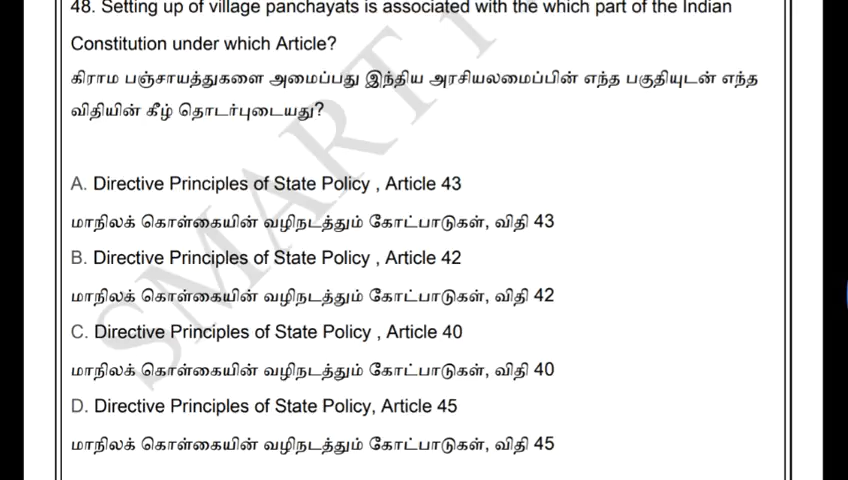 48. Setting up of village panchayats is associated with the which part of the Indian
Constitution under which Article?
கிராம பஞ்சாயத்துகளை அமைப்பது இந்திய அரசியலமைப்பின் எந்த பகுதியுடன் எந்த
விதியின் கீழ் தொடர்புடையது?
A. Directive Principles of State Policy , Article 43
மாநிலக் கொள்கையின் வழிநடத்தும் கோட்பாடுகள், விதி 43
B. Directive Principles of State Policy , Article 42
மாநிலக் கொள்கையின் வழிநடத்தும் கோட்பாடுகள், விதி 42
C. Directive Principles of State Policy , Article 40
மாநிலக் கொள்கையின் வழிநடத்தும் கோட்பாடுகள், விதி 40
D. Directive Principles of State Policy, Article 45
மாநிலக் கொள்கையின் வழிநடத்தும் கோட்பாடுகள், விதி 45
SMART